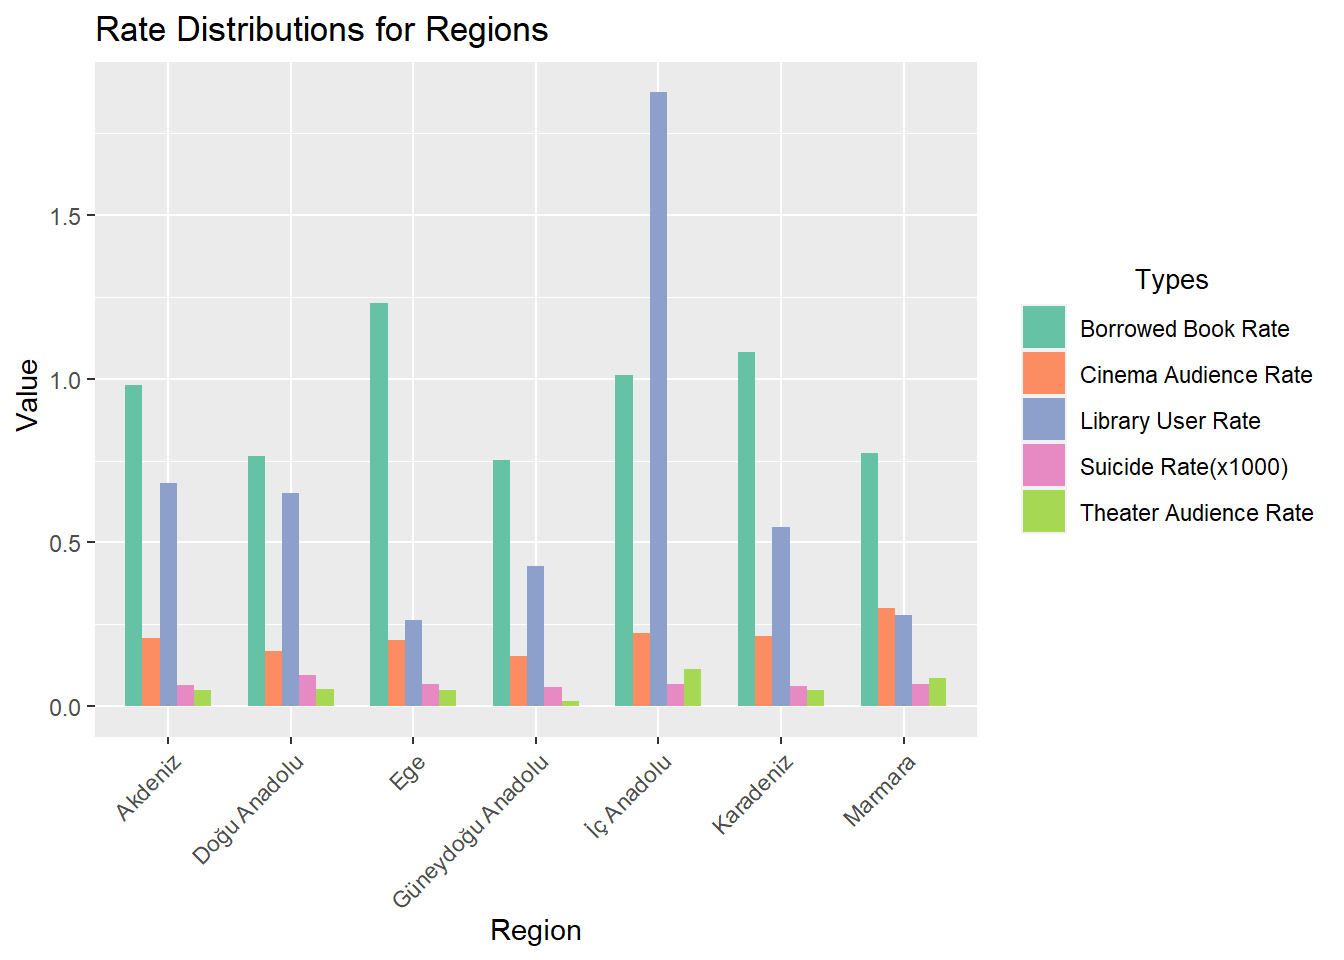 Rate Distributions for Regions
Value
1.5
1.0
0.5
0.0
Akdeniz
Doğu Anadolu
Ege
Güneydoğu Anadolu
İç Anadolu
Karadeniz
Marmara
Region
Types
Borrowed Book Rate
Cinema Audience Rate
Library User Rate
Suicide Rate(x1000)
Theater Audience Rate